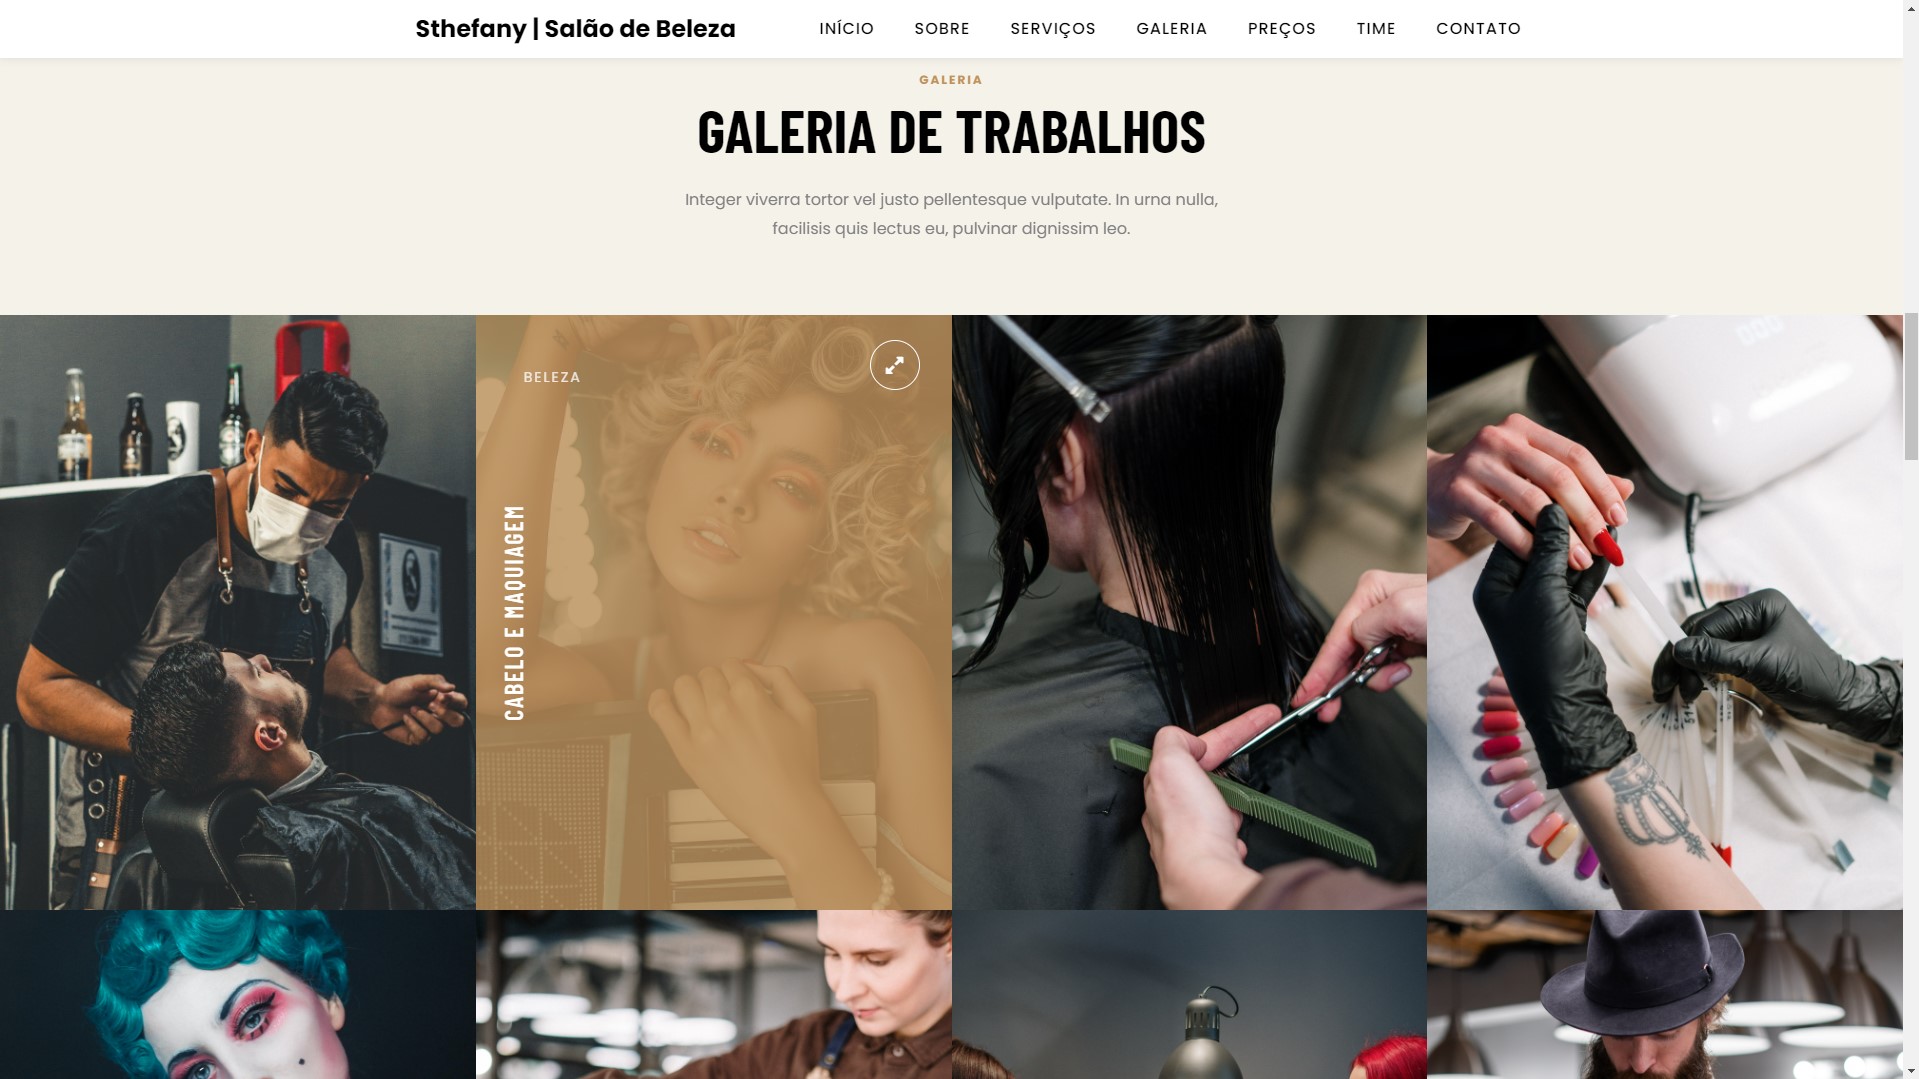 Sthefany | Salão de Beleza
INÍCIO
SOBRE
SERVIÇOS
GALERIA
PREÇOS
TIME
CONTATO
GALERIA
GALERIA DE TRABALHOS
Integer viverra tortor vel justo pellentesque vulputate. In urna nulla,
facilisis quis lectus eu, pulvinar dignissim leo.
BELEZA
CABELO E MAQUIAGEM